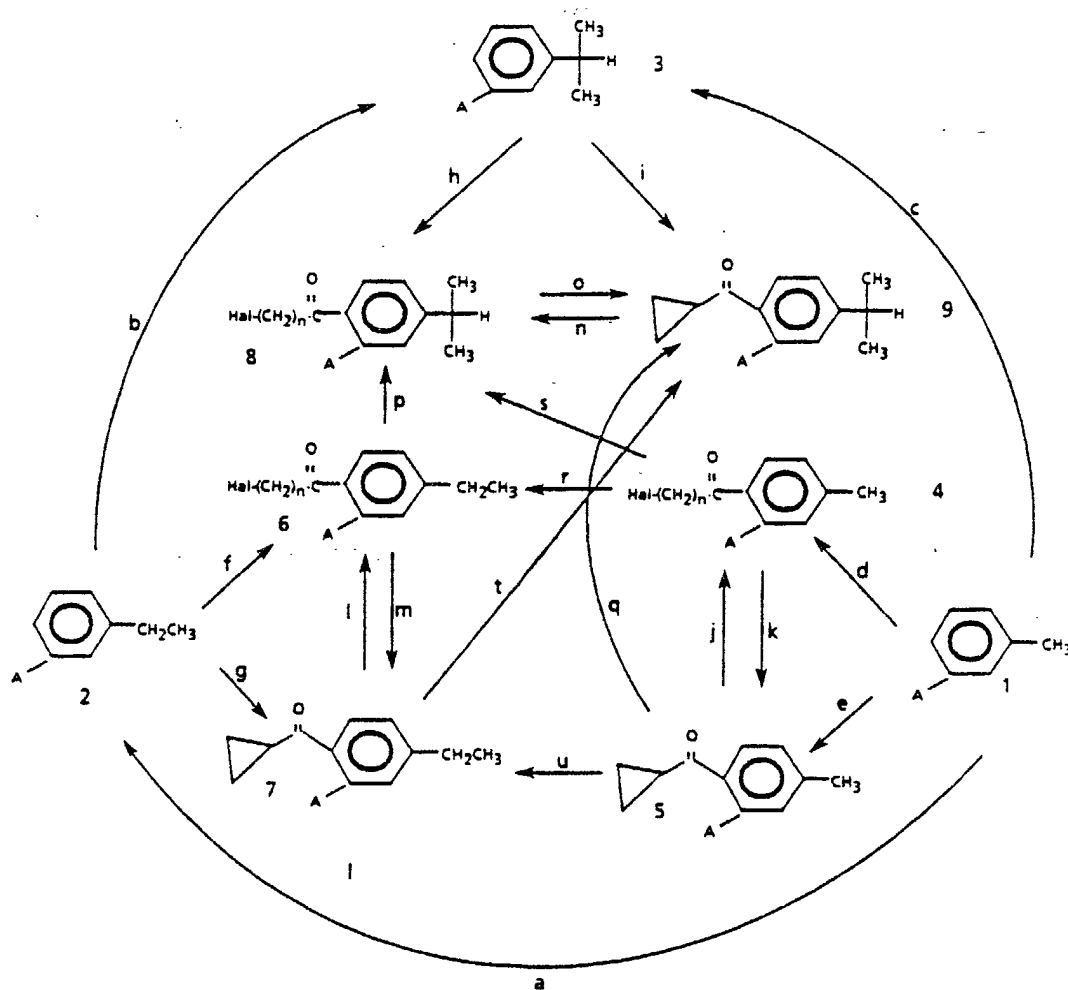 CH₃
H 3
CH₃
A
b
c
h
i
O
Hal-(CH₂)ₙ-C
CH₃
H
CH₃
8
A
o
n
O
CH₃
H 9
CH₃
A
p
s
O
Hal-(CH₂)ₙ-C
CH₂CH₃
6
A
r
O
Hal-(CH₂)ₙ-C
CH₃
4
A
f
l
m
t
q
j
k
d
CH₂CH₃
A
2
CH₃
A
1
g
e
O
CH₂CH₃
7
A
u
O
CH₃
5
A
I
a